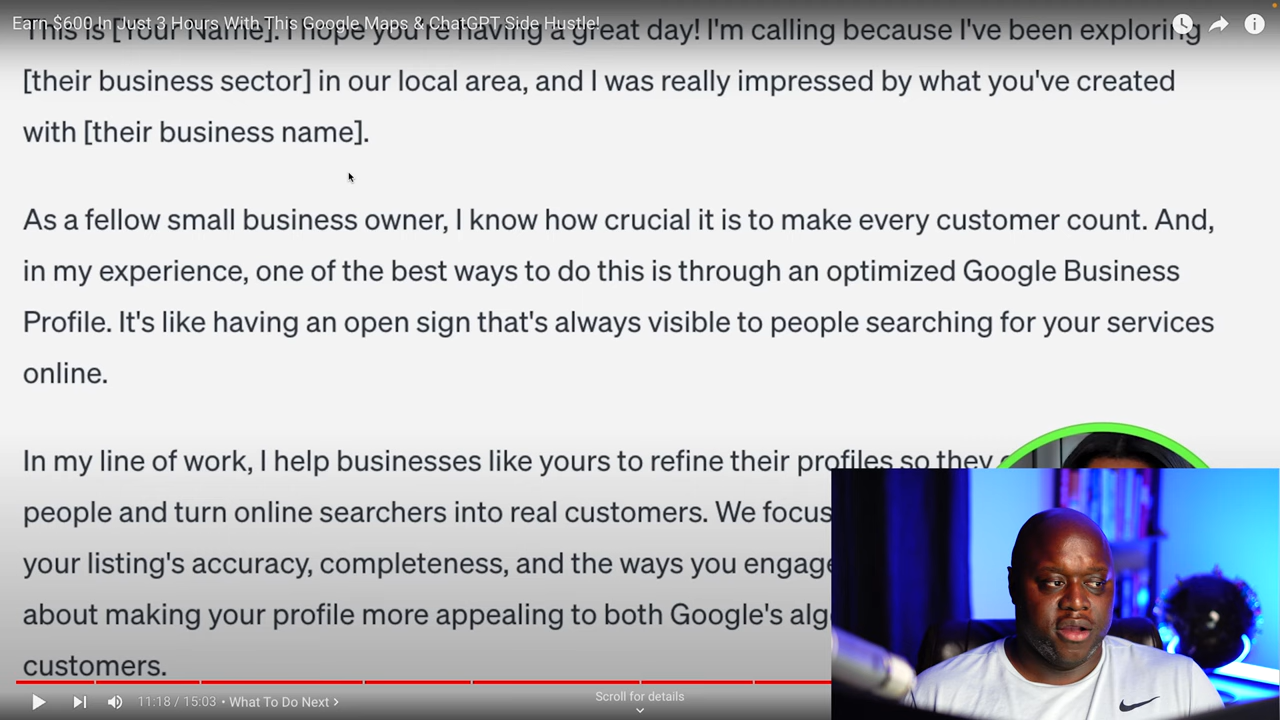 Earn $600 In Just 3 Hours With This Google Maps & ChatGPT Side Hustle!
This is [Your Name]. I hope you're having a great day! I'm calling because I've been exploring
[their business sector] in our local area, and I was really impressed by what you've created
with [their business name].
As a fellow small business owner, I know how crucial it is to make every customer count. And,
in my experience, one of the best ways to do this is through an optimized Google Business
Profile. It's like having an open sign that's always visible to people searching for your services
online.
In my line of work, I help businesses like yours to refine their profiles so they
people and turn online searchers into real customers. We focus
your listing's accuracy, completeness, and the ways you engage
about making your profile more appealing to both Google's alg
customers.
11:18 / 15:03 • What To Do Next >
Scroll for details